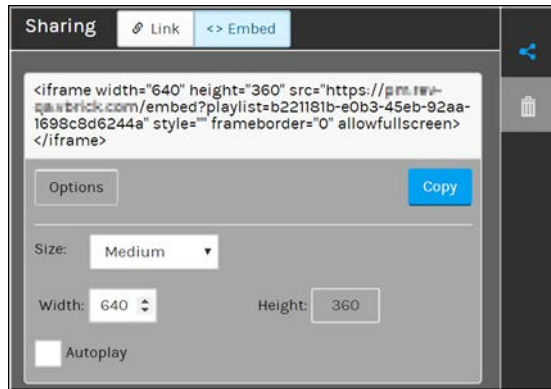 Sharing
Link
<> Embed
<iframe width="640" height="360" src="https://
.com/embed?playlist=b221181b-e0b3-45eb-92aa-
1698c8d6244a" style="" frameborder="0" allowfullscreen>
</iframe>
Options
Copy
Size:
Medium
Width:
640
Height:
360
Autoplay